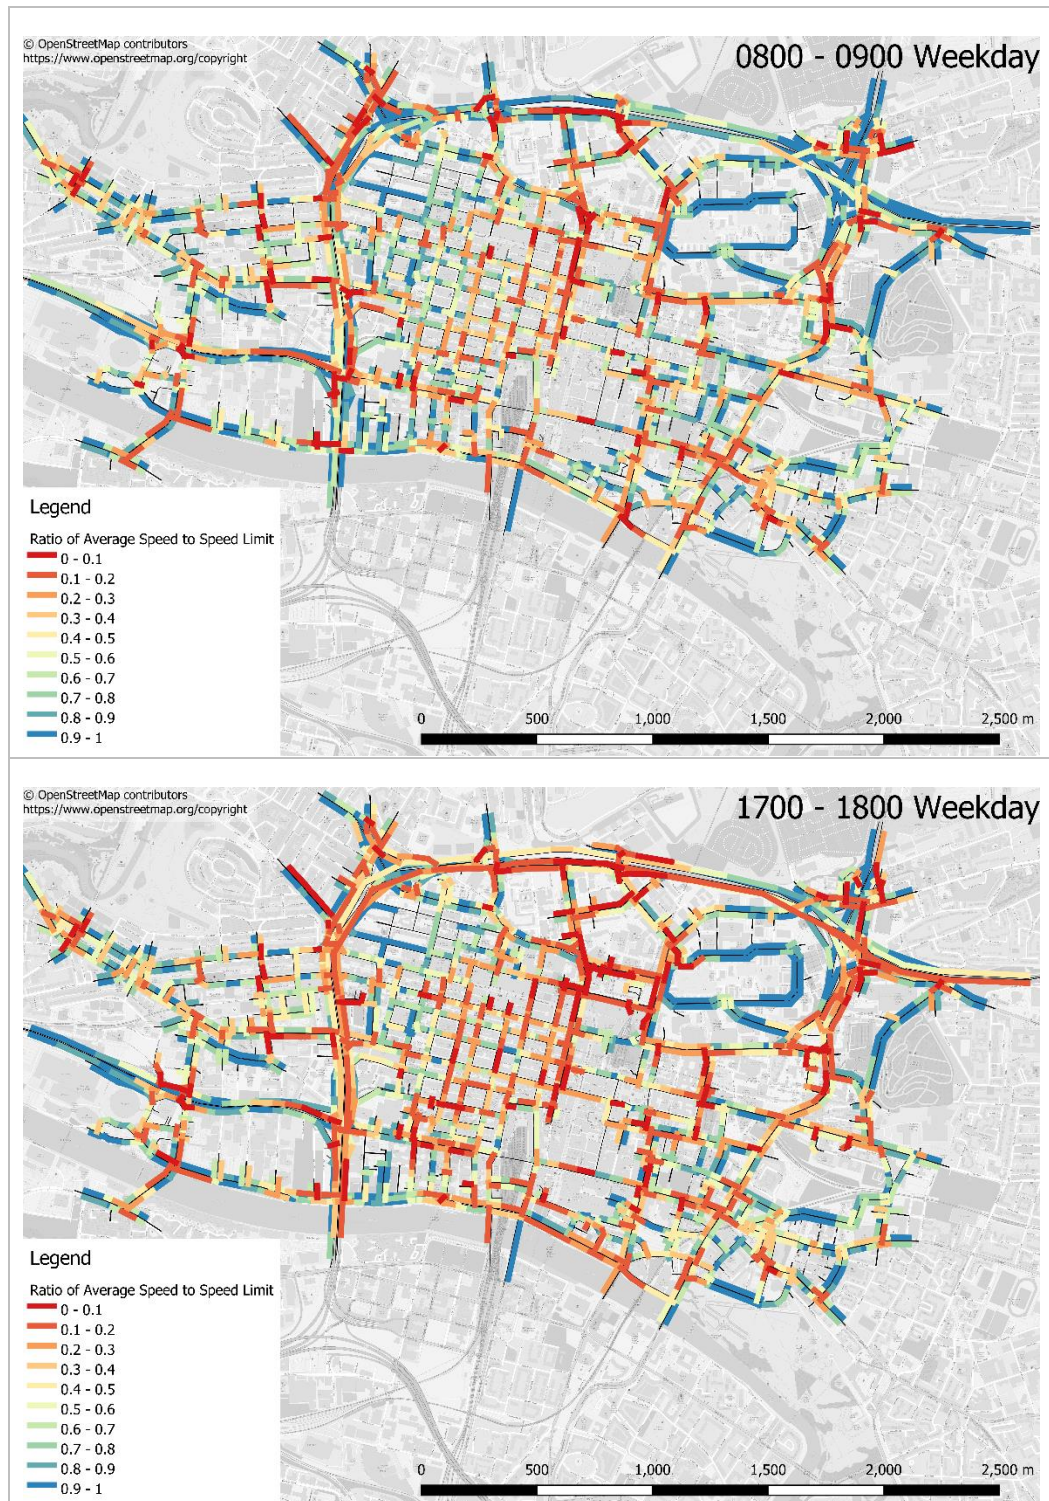 © OpenStreetMap contributors
https://www.openstreetmap.org/copyright
0800 - 0900 Weekday
Legend
Ratio of Average Speed to Speed Limit
0 - 0.1
0.1 - 0.2
0.2 - 0.3
0.3 - 0.4
0.4 - 0.5
0.5 - 0.6
0.6 - 0.7
0.7 - 0.8
0.8 - 0.9
0.9 - 1
0 500 1,000 1,500 2,000 2,500 m
© OpenStreetMap contributors
https://www.openstreetmap.org/copyright
1700 - 1800 Weekday
Legend
Ratio of Average Speed to Speed Limit
0 - 0.1
0.1 - 0.2
0.2 - 0.3
0.3 - 0.4
0.4 - 0.5
0.5 - 0.6
0.6 - 0.7
0.7 - 0.8
0.8 - 0.9
0.9 - 1
0 500 1,000 1,500 2,000 2,500 m